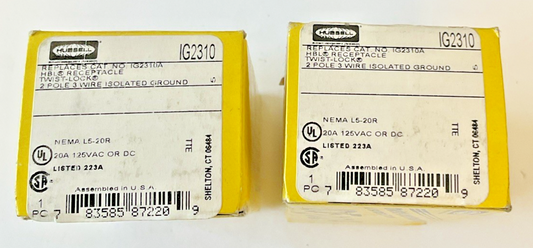 HUBBELL
IG2310
REPLACES CAT. NO. IG2310A
HBL® RECEPTACLE
TWIST-LOCK®
2 POLE 3 WIRE ISOLATED GROUND
NEMA L5-20R
20A 125VAC OR DC
LISTED 223A
TTE
SHELTON, CT 06484
Assembled in U.S.A.
1
PC
7 83585 87220 9
HUBBELL
IG2310
REPLACES CAT. NO. IG2310A
HBL® RECEPTACLE
TWIST-LOCK®
2 POLE 3 WIRE ISOLATED GROUND
NEMA L5-20R
20A 125VAC OR DC
LISTED 223A
TTE
SHELTON, CT 06484
Assembled in U.S.A.
1
PC
7 83585 87220 9